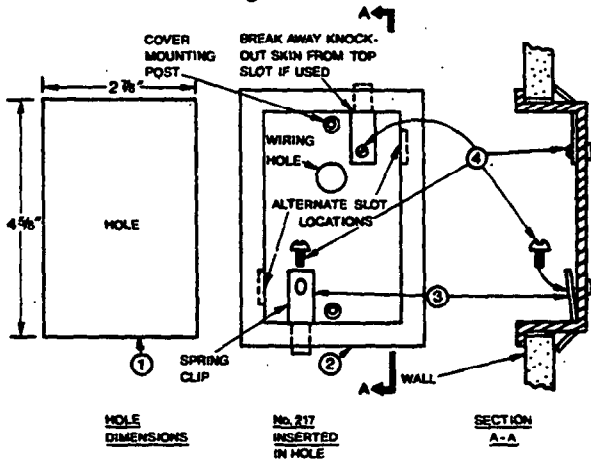 A
COVER
MOUNTING
POST
BREAK AWAY KNOCK-
OUT SKIN FROM TOP
SLOT IF USED
2 7/8"
WIRING
HOLE
4
4 5/8"
HOLE
ALTERNATE SLOT
LOCATIONS
3
1
SPRING
CLIP
2
A
WALL
HOLE
DIMENSIONS
No. 217
INSERTED
IN HOLE
SECTION
A-A